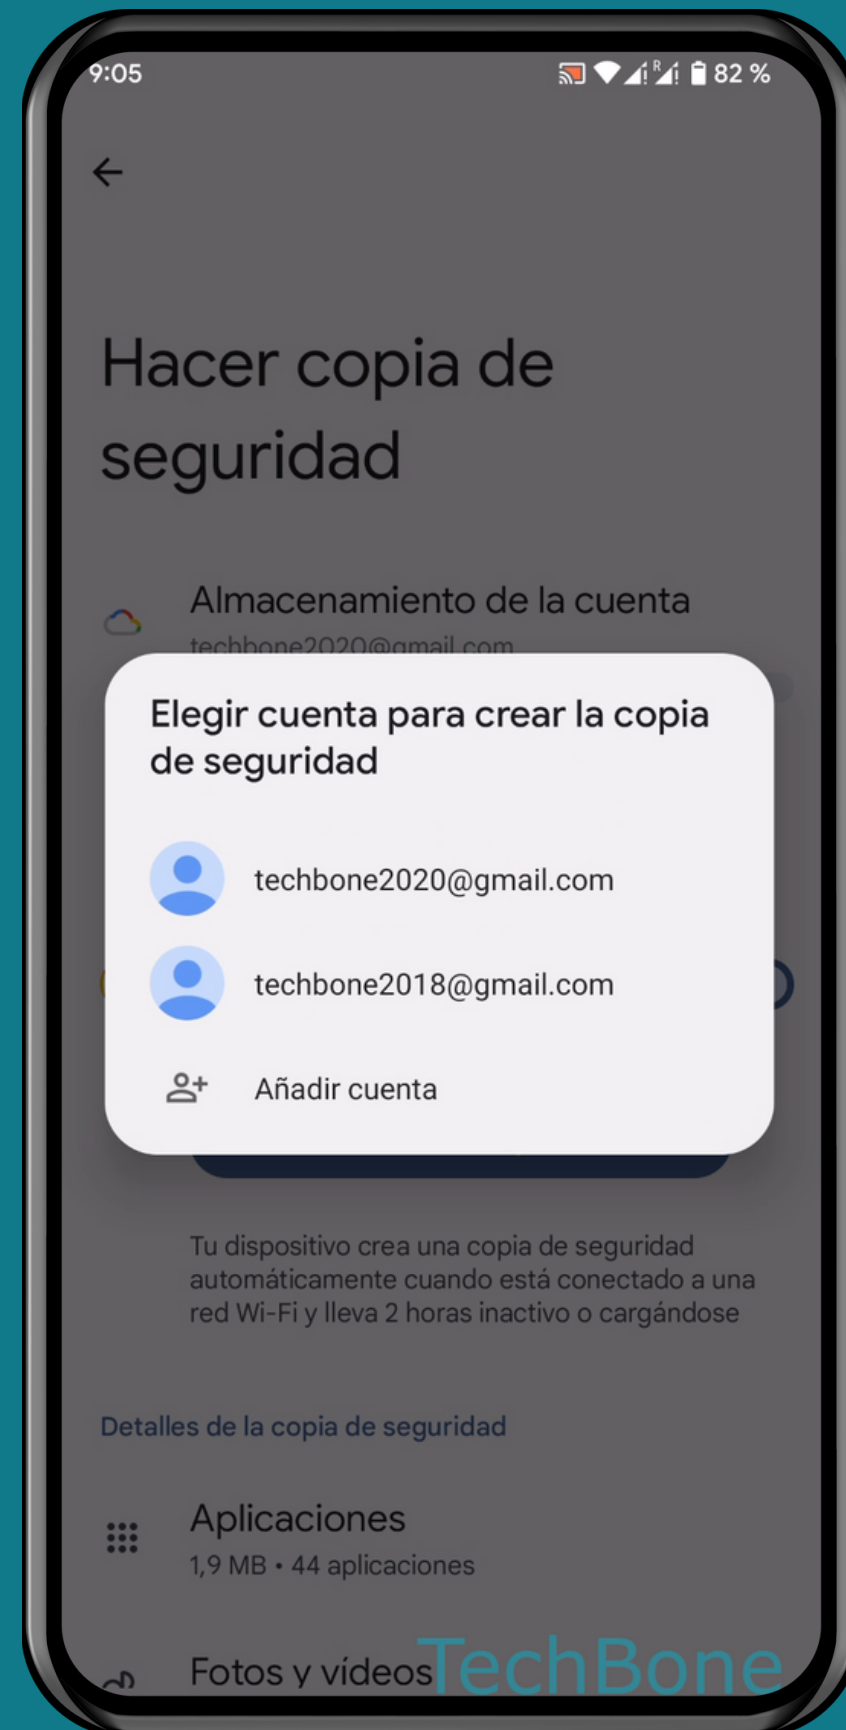 9:05
R
82 %
Hacer copia de
seguridad
Almacenamiento de la cuenta
techbone2020@gmail.com
Elegir cuenta para crear la copia
de seguridad
techbone2020@gmail.com
techbone2018@gmail.com
Añadir cuenta
Tu dispositivo crea una copia de seguridad
automáticamente cuando está conectado a una
red Wi-Fi y lleva 2 horas inactivo o cargándose
Detalles de la copia de seguridad
Aplicaciones
1,9 MB • 44 aplicaciones
Fotos y vídeos
TechBone